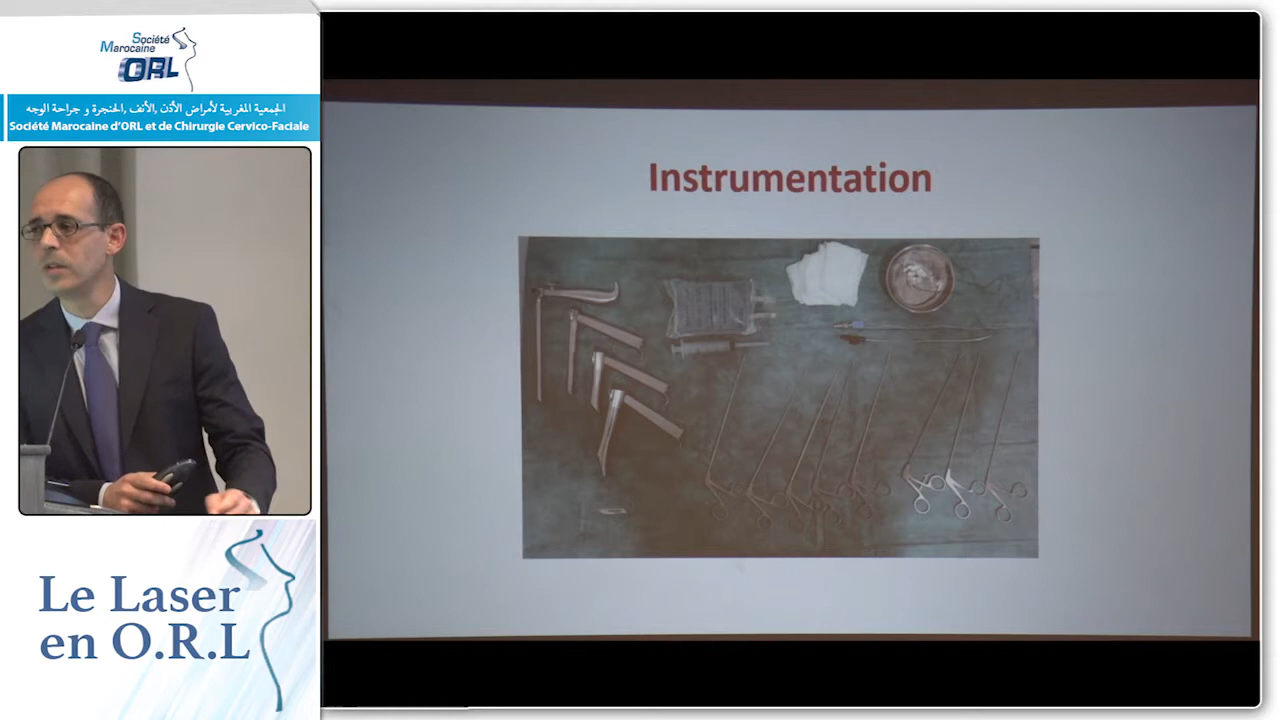 Société
Marocaine
ORL
الجمعية المغربية لأمراض الأذن ,الأنف ,الحنجرة و جراحة الوجه
Société Marocaine d'ORL et de Chirurgie Cervico-Faciale
Instrumentation
Le Laser
en O.R.L